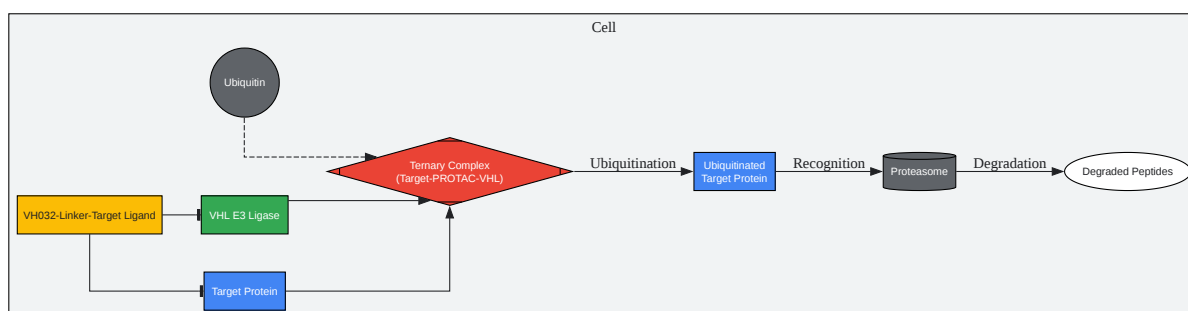 Cell
Ubiquitin
Ternary Complex
(Target-PROTAC-VHL)
Ubiquitination
Ubiquitinated
Target Protein
Recognition
Proteasome
Degradation
Degraded Peptides
VH032-Linker-Target Ligand
VHL E3 Ligase
Target Protein